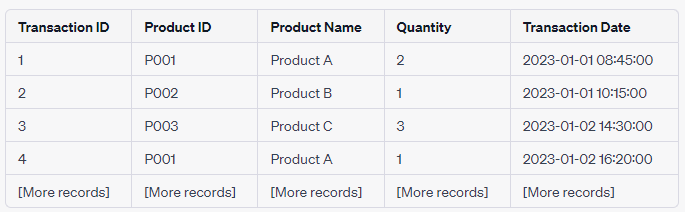 Transaction ID Product ID Product Name Quantity Transaction Date
1 P001 Product A 2 2023-01-01 08:45:00
2 P002 Product B 1 2023-01-01 10:15:00
3 P003 Product C 3 2023-01-02 14:30:00
4 P001 Product A 1 2023-01-02 16:20:00
[More records] [More records] [More records] [More records] [More records]